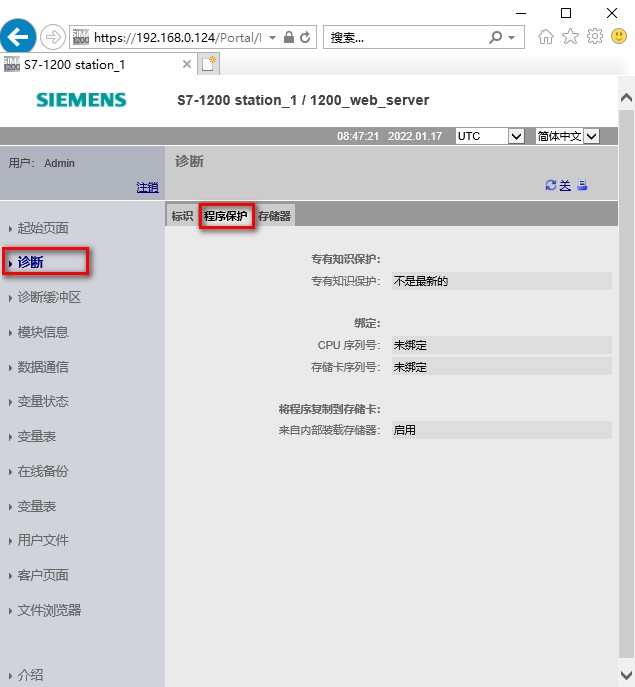 https://192.168.0.124/Portal/
搜索...
S7-1200 station_1
SIEMENS
S7-1200 station_1 / 1200_web_server
08:47:21 2022.01.17
UTC
简体中文
用户: Admin
注销
诊断
关
标识
程序保护
存储器
起始页面
诊断
诊断缓冲区
模块信息
数据通信
变量状态
变量表
在线备份
变量表
用户文件
客户页面
文件浏览器
介绍
专有知识保护:
专有知识保护: 不是最新的
绑定:
CPU 序列号: 未绑定
存储卡序列号: 未绑定
将程序复制到存储卡:
来自内部装载存储器: 启用